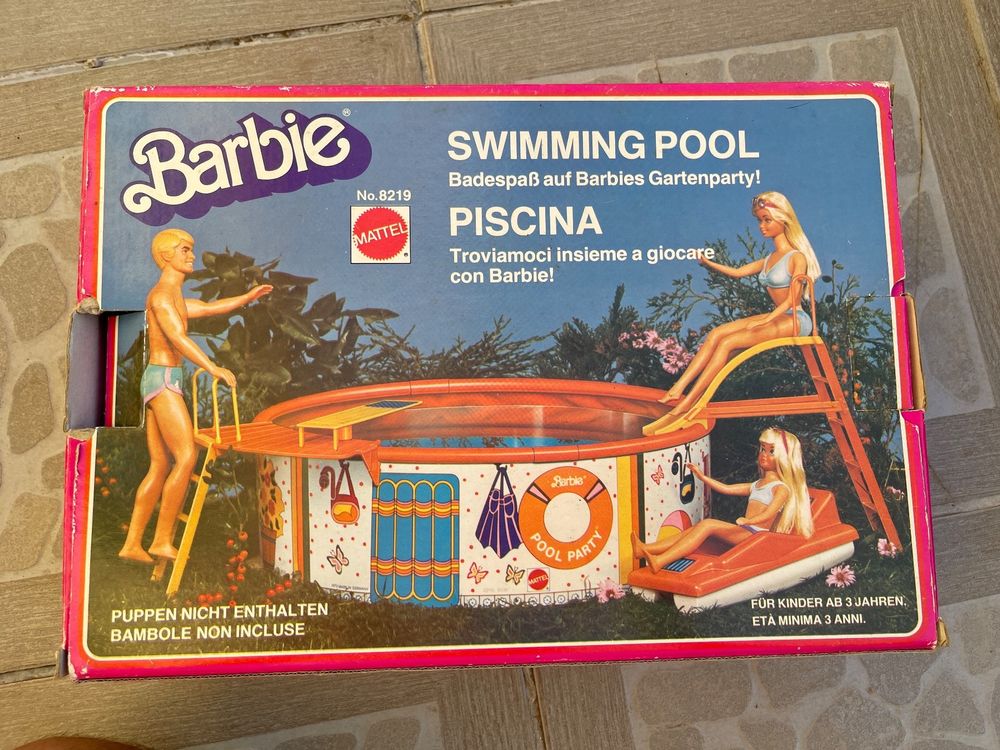 Barbie®
No. 8219
MATTEL
SWIMMING POOL
Badespaß auf Barbies Gartenparty!
PISCINA
Troviamoci insieme a giocare
con Barbie!
Barbie
POOL PARTY
MATTEL
PUPPEN NICHT ENTHALTEN
BAMBOLE NON INCLUSE
FÜR KINDER AB 3 JAHREN.
ETÀ MINIMA 3 ANNI.